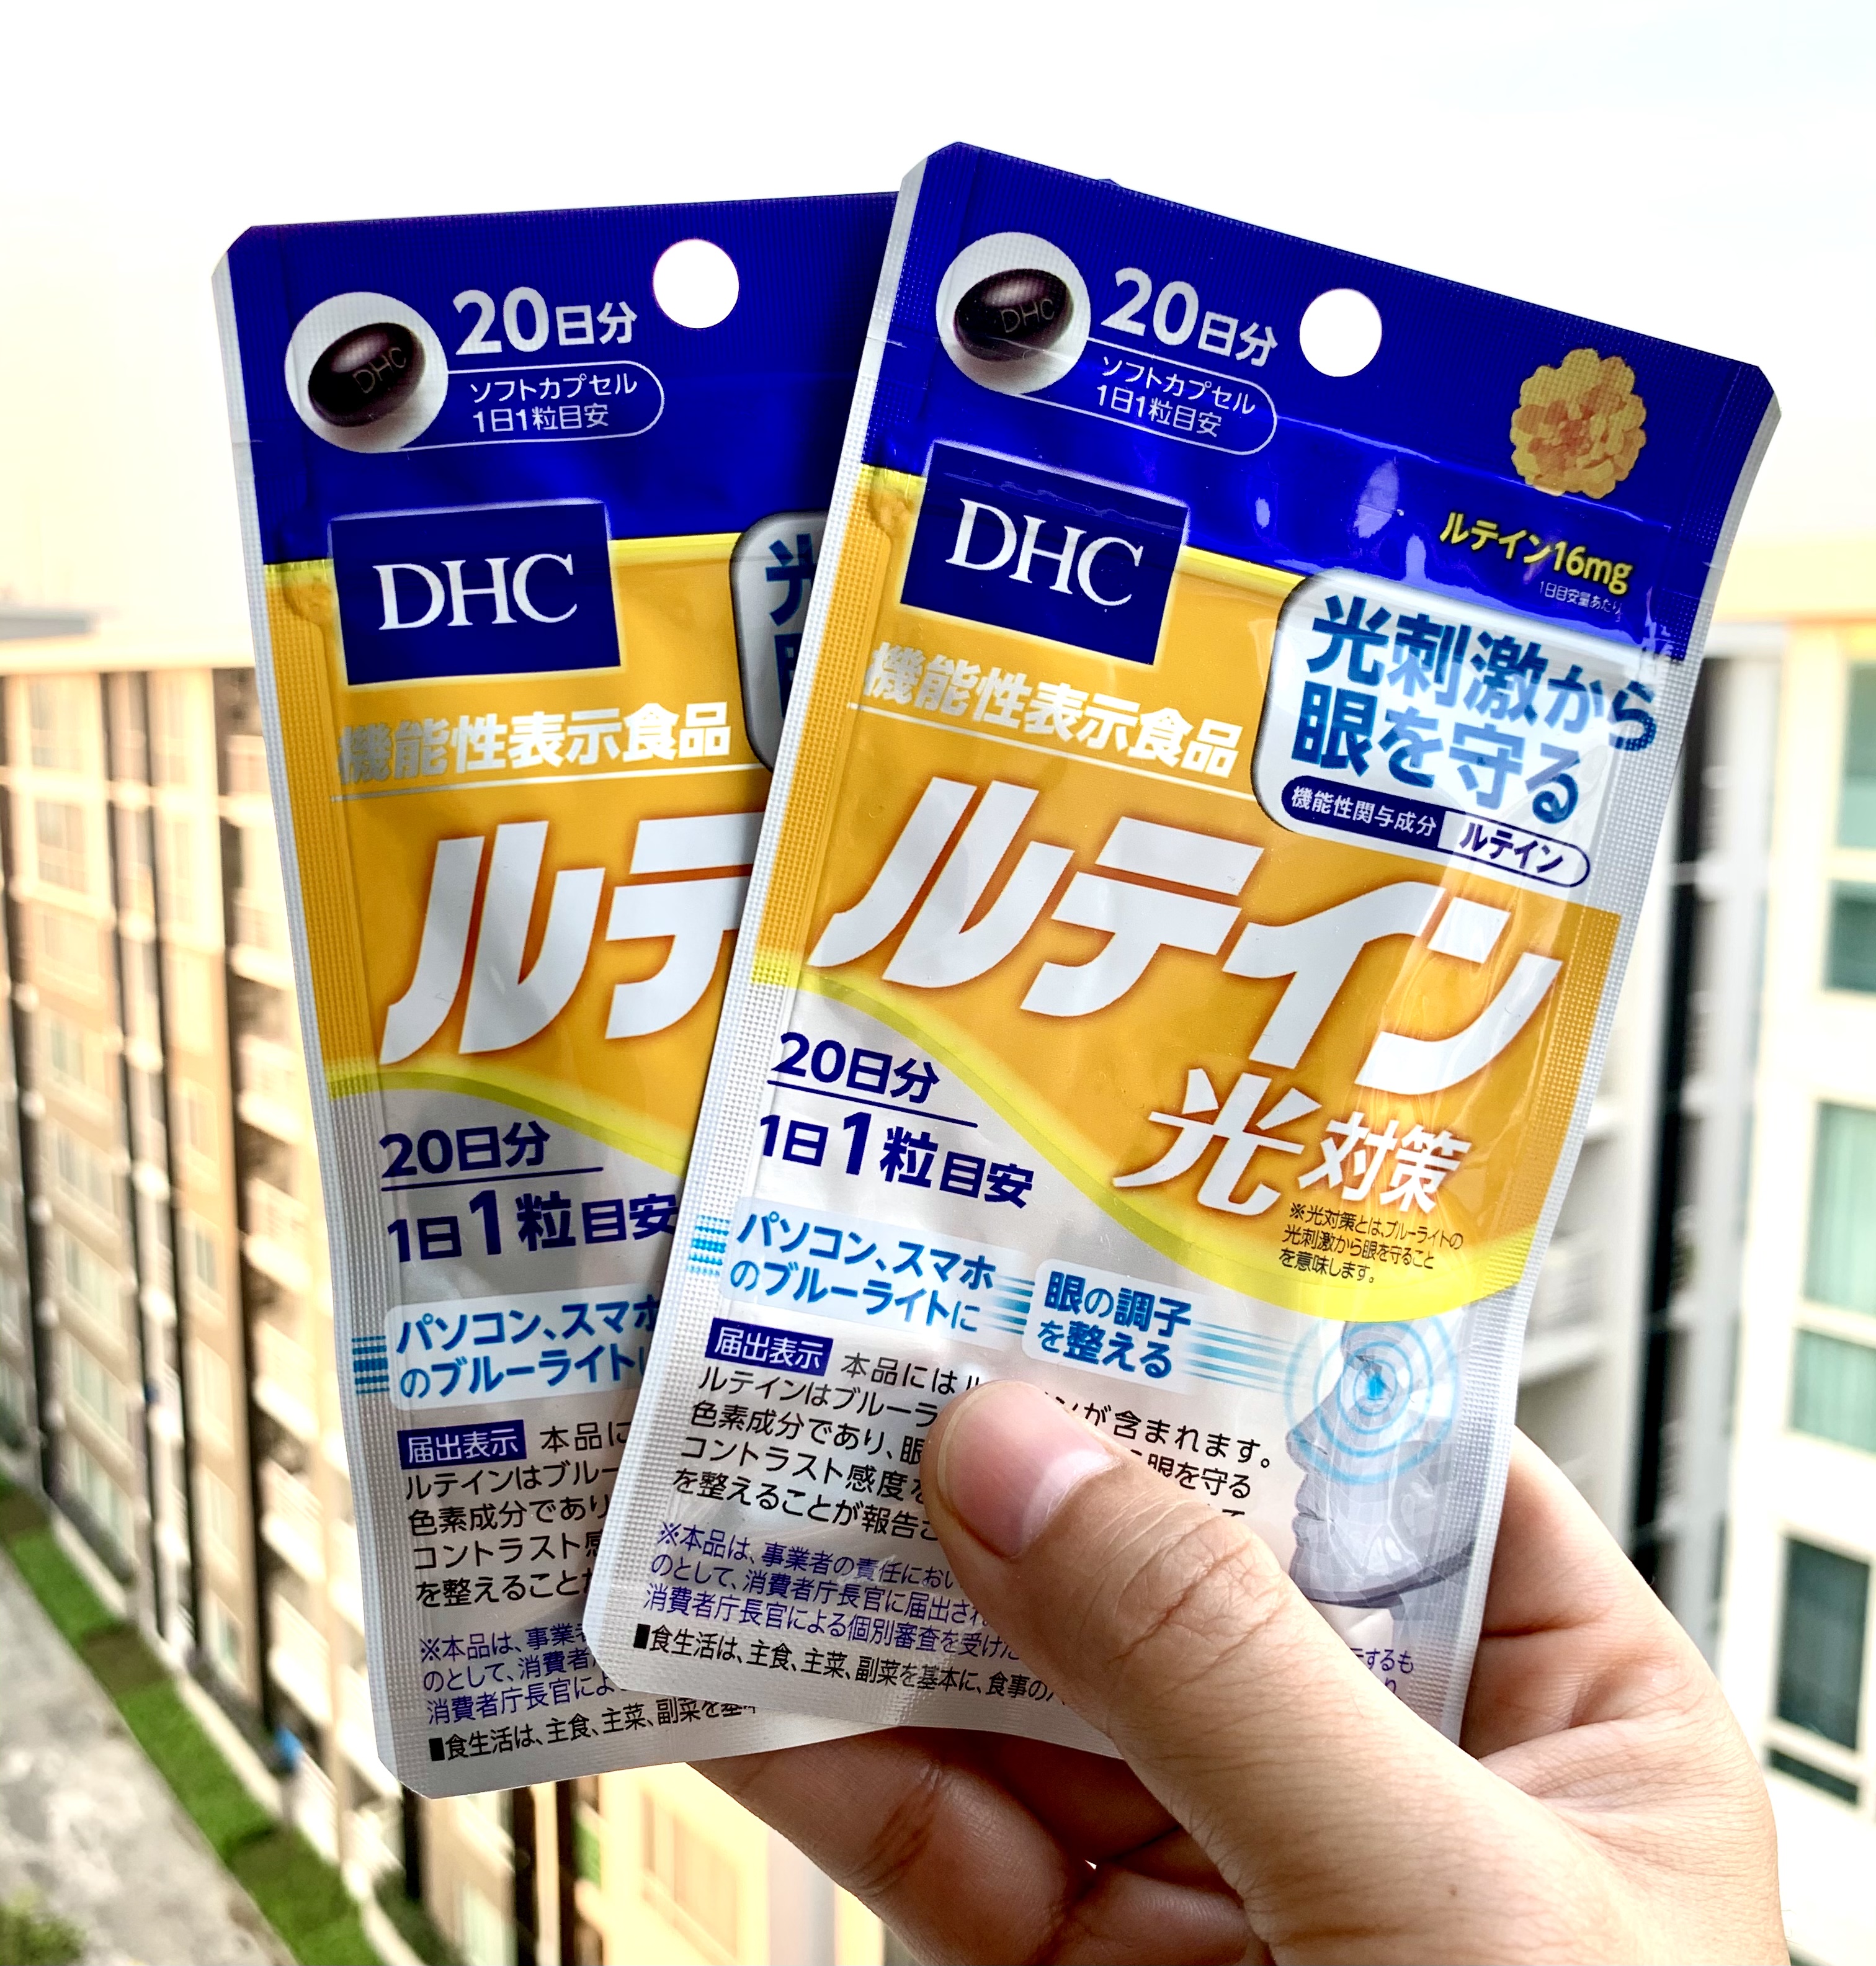 20日分
ソフトカプセル
1日1粒目安
DHC
DHC
機能性表示食品
ルテ
20日分
1日1粒目安
パソコン、スマホ
のブルーライト
届出表示 本品に
ルテインはブルー
色素成分であり
コントラスト感
を整えることが
※本品は、事業者
のとして、消費者
消費者庁長官によ
■食生活は、主食、主菜、副菜を基本
20日分
ソフトカプセル
1日1粒目安
DHC
ルテイン16mg
1日目安量あたり
DHC
光刺激から
眼を守る
機能性関与成分 ルテイン
機能性表示食品
ルテイン
光対策
※光対策とは、ブルーライトの
光刺激から眼を守ること
を意味します。
20日分
1日1粒目安
パソコン、スマホ
のブルーライトに
眼の調子
を整える
届出表示 本品には が含まれます。
ルテインはブルーラ 眼を守る
色素成分であり、眼
コントラスト感度
を整えることが報告
※本品は、事業者の責任におい するも
のとして、消費者庁長官に届出され
消費者庁長官による個別審査を受けた
■食生活は、主食、主菜、副菜を基本に、食事の